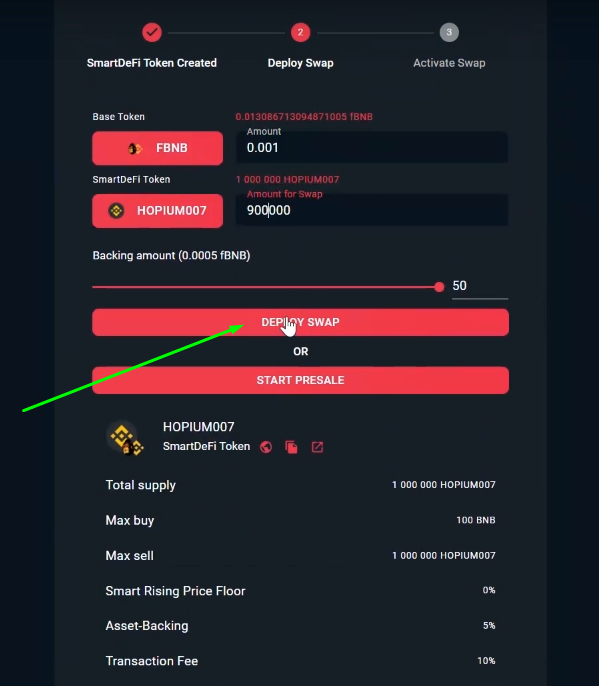 2
3
SmartDeFi Token Created
Deploy Swap
Activate Swap
Base Token
0.013086713094871005 fBNB
FBNB
Amount
0.001
SmartDeFi Token
1 000 000 HOPIUM007
HOPIUM007
Amount for Swap
900000
Backing amount (0.0005 fBNB)
50
DEPLOY SWAP
OR
START PRESALE
HOPIUM007
SmartDeFi Token
Total supply
1 000 000 HOPIUM007
Max buy
100 BNB
Max sell
1 000 000 HOPIUM007
Smart Rising Price Floor
0%
Asset-Backing
5%
Transaction Fee
10%